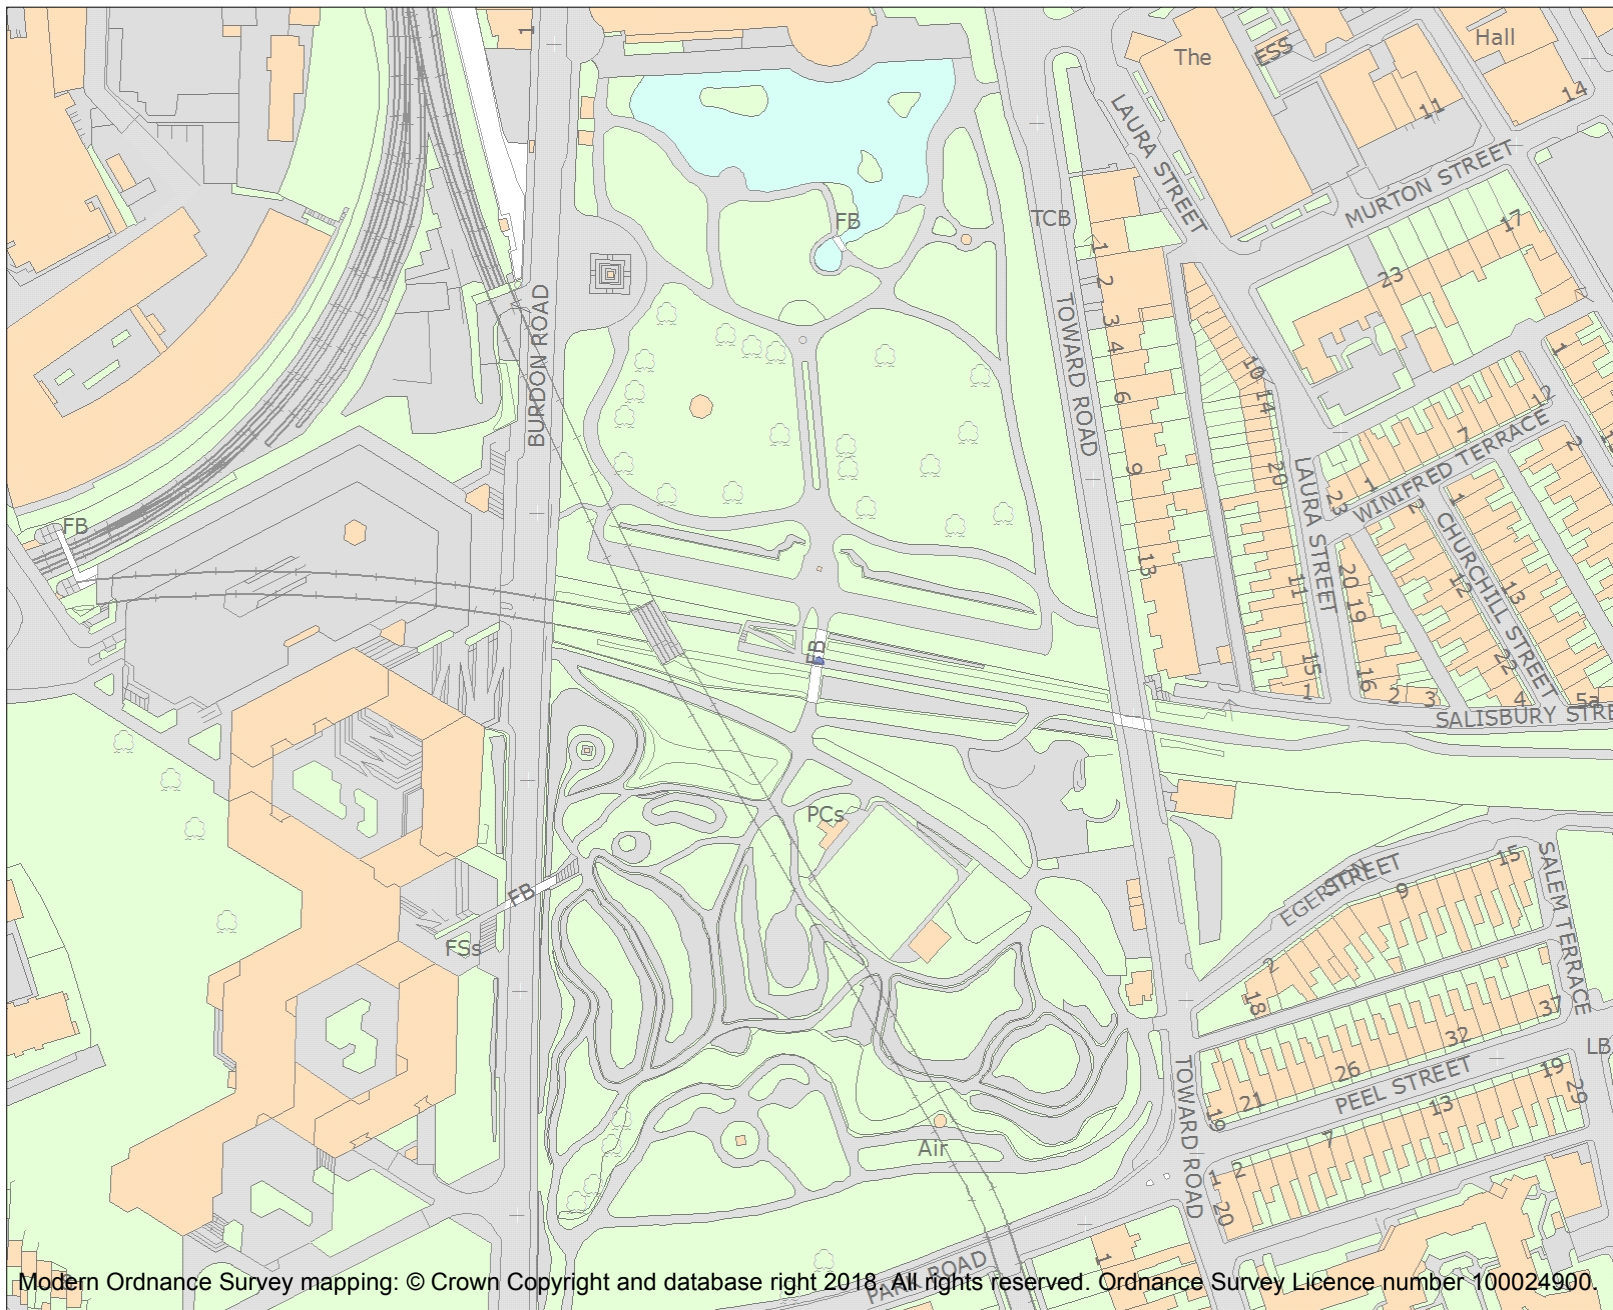 1
The
ESS
Hall
14
11
LAURA STREET
MURTON STREET
17
FB
TCB
1
2
3
4
6
9
13
23
BURDON ROAD
TOWARD ROAD
10
14
20
1
12
7
1
2
WINIFRED TERRACE
23
LAURA STREET
2
1
CHURCHILL STREET
FB
11
20
19
12
13
22
FB
15
1
16
2
3
4
5a
SALISBURY STRE
PCs
FB
FSs
EGERTON
STREET
9
15
SALEM TERRACE
2
18
37
32
26
21
19
LB
PEEL STREET
19
29
13
7
2
1
20
TOWARD ROAD
Air
PARK ROAD
1
Modern Ordnance Survey mapping: © Crown Copyright and database right 2018. All rights reserved. Ordnance Survey Licence number 100024900.